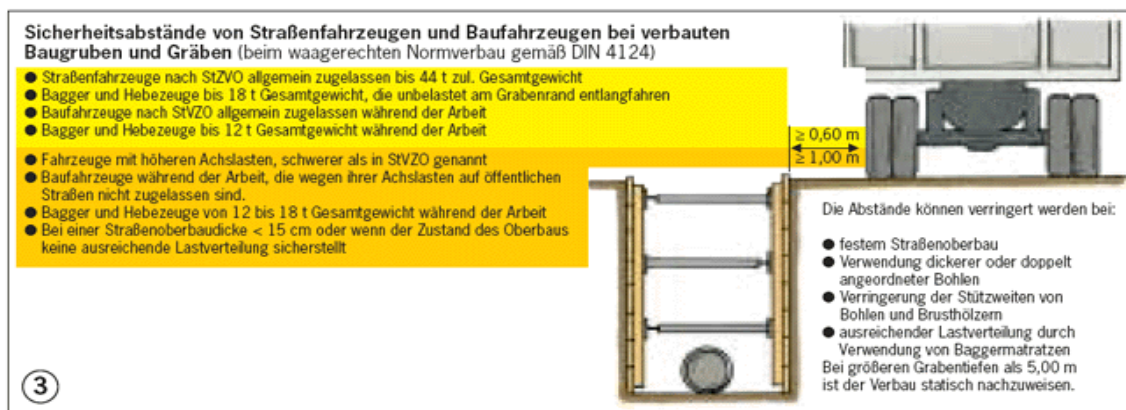 Sicherheitsabstände von Straßenfahrzeugen und Baufahrzeugen bei verbauten
Baugruben und Gräben (beim waagerechten Normverbau gemäß DIN 4124)
● Straßenfahrzeuge nach StZVO allgemein zugelassen bis 44 t zul. Gesamtgewicht
● Bagger und Hebezeuge bis 18 t Gesamtgewicht, die unbelastet am Grabenrand entlangfahren
● Baufahrzeuge nach StVZO allgemein zugelassen während der Arbeit
● Bagger und Hebezeuge bis 12 t Gesamtgewicht während der Arbeit
● Fahrzeuge mit höheren Achslasten, schwerer als in StVZO genannt
● Baufahrzeuge während der Arbeit, die wegen ihrer Achslasten auf öffentlichen
Straßen nicht zugelassen sind.
● Bagger und Hebezeuge von 12 bis 18 t Gesamtgewicht während der Arbeit
● Bei einer Straßenoberbaudicke < 15 cm oder wenn der Zustand des Oberbaus
keine ausreichende Lastverteilung sicherstellt
≥ 0,60 m
≥ 1,00 m
Die Abstände können verringert werden bei:
● festem Straßenoberbau
● Verwendung dickerer oder doppelt
angeordneter Bohlen
● Verringerung der Stützweiten von
Bohlen und Brusthölzern
● ausreichender Lastverteilung durch
Verwendung von Baggermatratzen
Bei größeren Grabentiefen als 5,00 m
ist der Verbau statisch nachzuweisen.
3